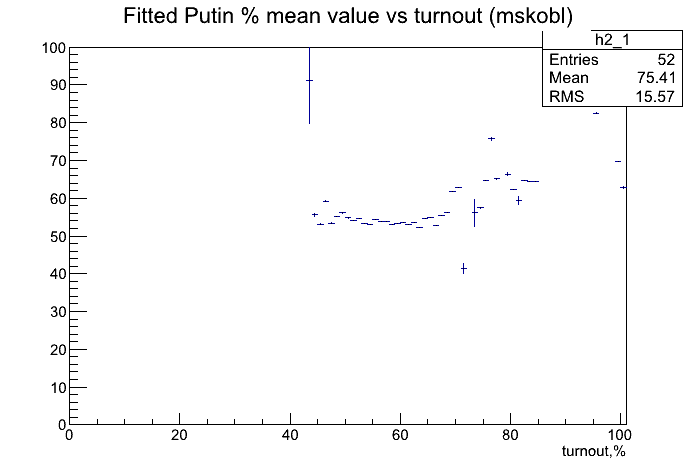 Fitted Putin % mean value vs turnout (mskobl)
h2_1
Entries 52
Mean 75.41
RMS 15.57
100
90
80
70
60
50
40
30
20
10
0
0 20 40 60 80 100
turnout,%